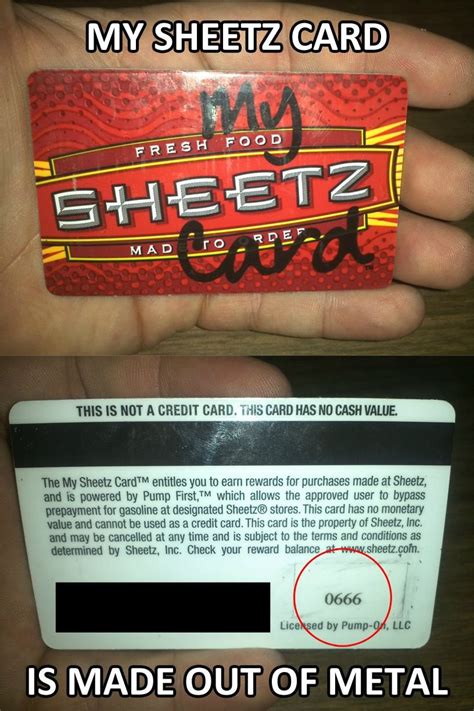 MY SHEETZ CARD
My
FRESH FOOD
SHEETZ
MADE TO ORDER
Card
THIS IS NOT A CREDIT CARD. THIS CARD HAS NO CASH VALUE.
The My Sheetz Card™ entitles you to earn rewards for purchases made at Sheetz,
and is powered by Pump First,™ which allows the approved user to bypass
prepayment for gasoline at designated Sheetz® stores. This card has no monetary
value and cannot be used as a credit card. This card is the property of Sheetz, Inc.
and may be cancelled at any time and is subject to the terms and conditions as
determined by Sheetz, Inc. Check your reward balance at www.sheetz.com.
0666
Licensed by Pump-On, LLC
IS MADE OUT OF METAL